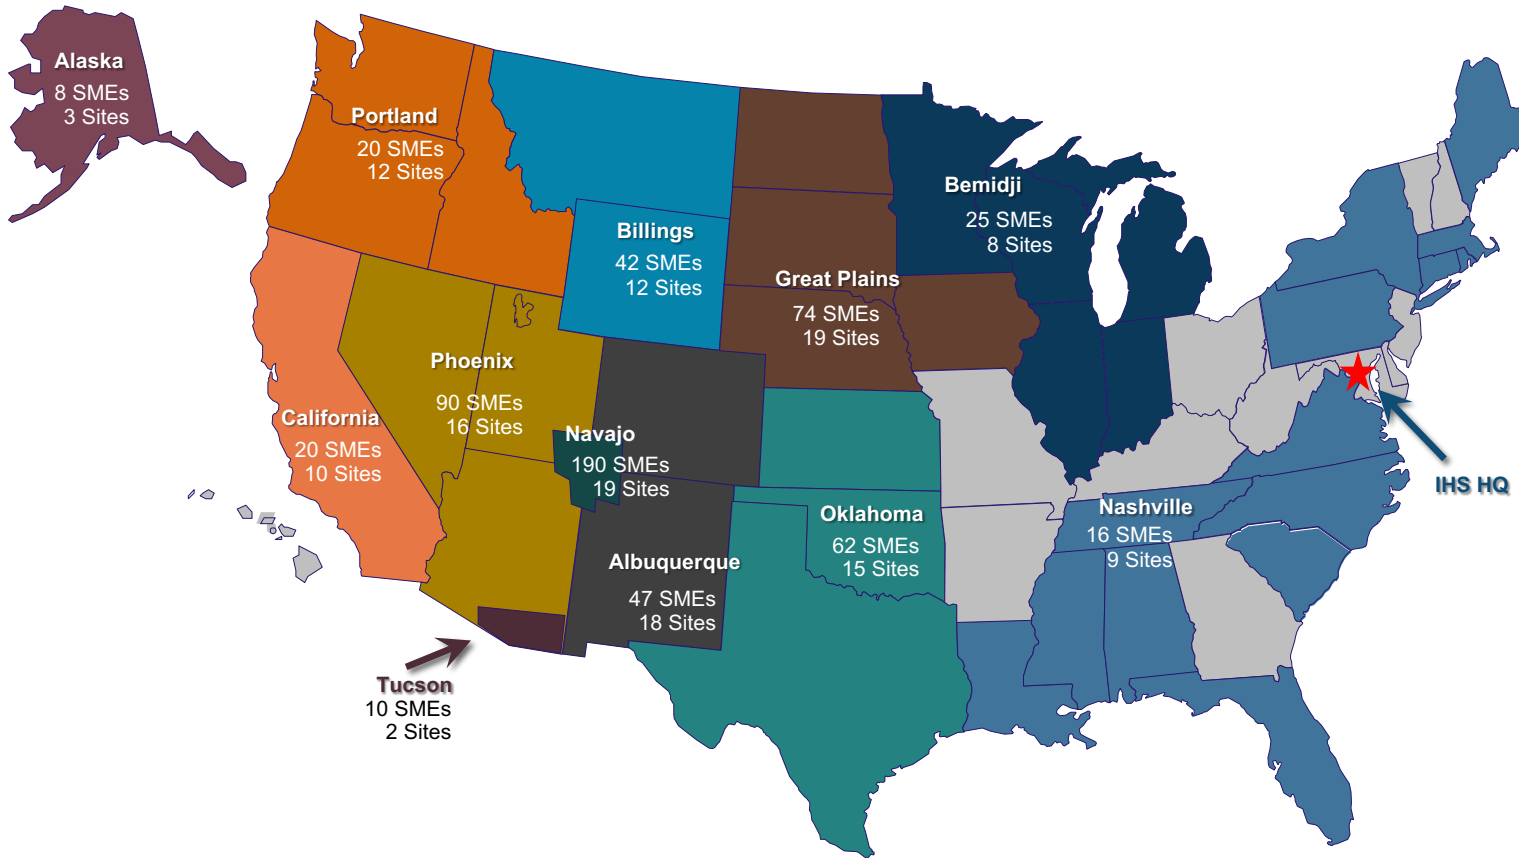 Alaska
8 SMEs
3 Sites
Portland
20 SMEs
12 Sites
Billings
42 SMEs
12 Sites
Bemidji
25 SMEs
8 Sites
Great Plains
74 SMEs
19 Sites
Phoenix
90 SMEs
16 Sites
California
20 SMEs
10 Sites
Navajo
190 SMEs
19 Sites
Albuquerque
47 SMEs
18 Sites
Oklahoma
62 SMEs
15 Sites
Nashville
16 SMEs
9 Sites
IHS HQ
Tucson
10 SMEs
2 Sites